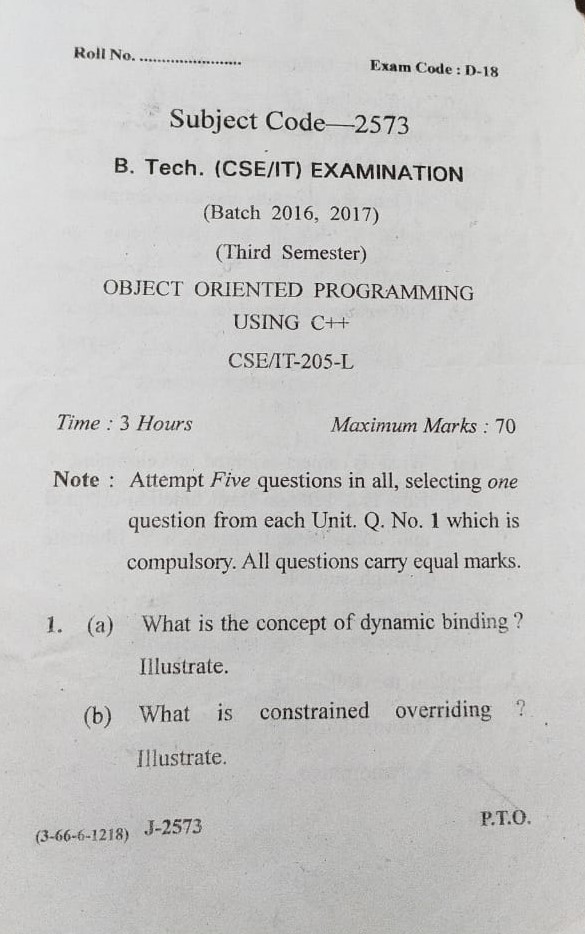 Roll No. ........................
Exam Code : D-18
Subject Code—2573
B. Tech. (CSE/IT) EXAMINATION
(Batch 2016, 2017)
(Third Semester)
OBJECT ORIENTED PROGRAMMING
USING C++
CSE/IT-205-L
Time : 3 Hours
Maximum Marks : 70
Note : Attempt Five questions in all, selecting one
question from each Unit. Q. No. 1 which is
compulsory. All questions carry equal marks.
1. (a) What is the concept of dynamic binding ?
Illustrate.
(b) What is constrained overriding ?
Illustrate.
(3-66-6-1218) J-2573
P.T.O.